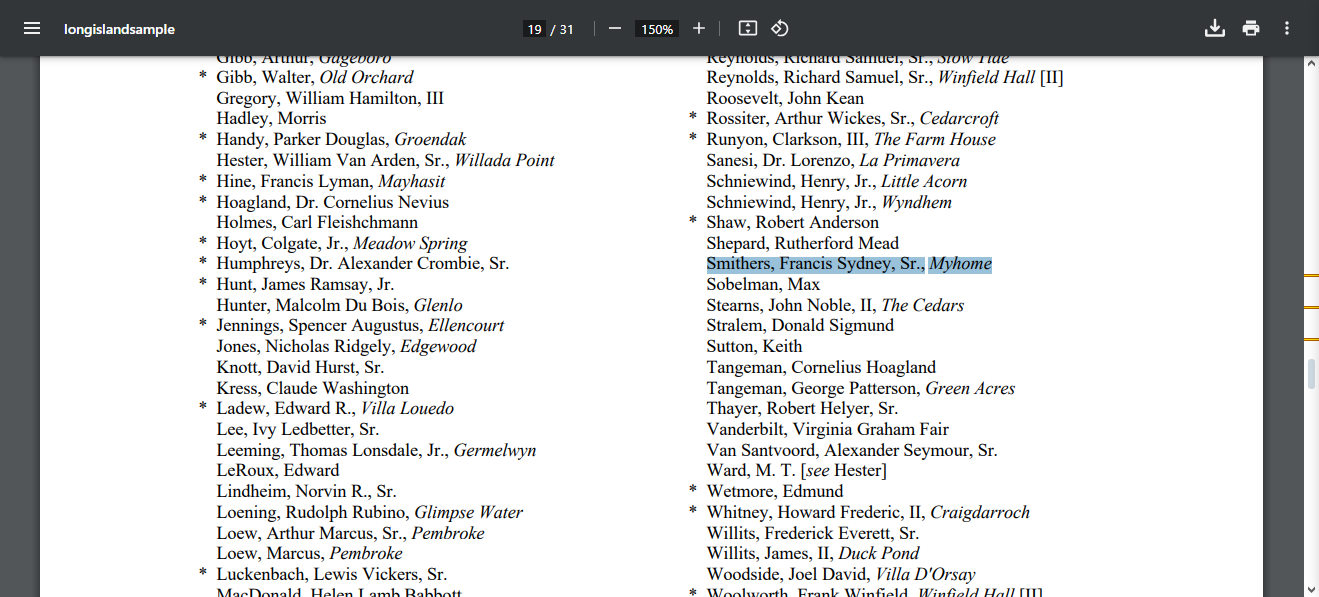 longislandsample
19 / 31
150%
Gibb, Arthur, Gageboro
* Gibb, Walter, Old Orchard
Gregory, William Hamilton, III
Hadley, Morris
* Handy, Parker Douglas, Groendak
Hester, William Van Arden, Sr., Willada Point
* Hine, Francis Lyman, Mayhasit
* Hoagland, Dr. Cornelius Nevius
Holmes, Carl Fleishchmann
* Hoyt, Colgate, Jr., Meadow Spring
* Humphreys, Dr. Alexander Crombie, Sr.
* Hunt, James Ramsay, Jr.
Hunter, Malcolm Du Bois, Glenlo
* Jennings, Spencer Augustus, Ellencourt
Jones, Nicholas Ridgely, Edgewood
Knott, David Hurst, Sr.
Kress, Claude Washington
* Ladew, Edward R., Villa Louedo
Lee, Ivy Ledbetter, Sr.
Leeming, Thomas Lonsdale, Jr., Germelwyn
LeRoux, Edward
Lindheim, Norvin R., Sr.
Loening, Rudolph Rubino, Glimpse Water
Loew, Arthur Marcus, Sr., Pembroke
Loew, Marcus, Pembroke
* Luckenbach, Lewis Vickers, Sr.
MacDonald, Helen Lamb Babbott
Reynolds, Richard Samuel, Sr., Slow Tide
Reynolds, Richard Samuel, Sr., Winfield Hall [II]
Roosevelt, John Kean
* Rossiter, Arthur Wickes, Sr., Cedarcroft
* Runyon, Clarkson, III, The Farm House
Sanesi, Dr. Lorenzo, La Primavera
Schniewind, Henry, Jr., Little Acorn
Schniewind, Henry, Jr., Wyndhem
* Shaw, Robert Anderson
Shepard, Rutherford Mead
Smithers, Francis Sydney, Sr., Myhome
Sobelman, Max
Stearns, John Noble, II, The Cedars
Stralem, Donald Sigmund
Sutton, Keith
Tangeman, Cornelius Hoagland
Tangeman, George Patterson, Green Acres
Thayer, Robert Helyer, Sr.
Vanderbilt, Virginia Graham Fair
Van Santvoord, Alexander Seymour, Sr.
Ward, M. T. [see Hester]
* Wetmore, Edmund
* Whitney, Howard Frederic, II, Craigdarroch
Willits, Frederick Everett, Sr.
Willits, James, II, Duck Pond
Woodside, Joel David, Villa D'Orsay
* Woolworth, Frank Winfield, Winfield Hall [II]